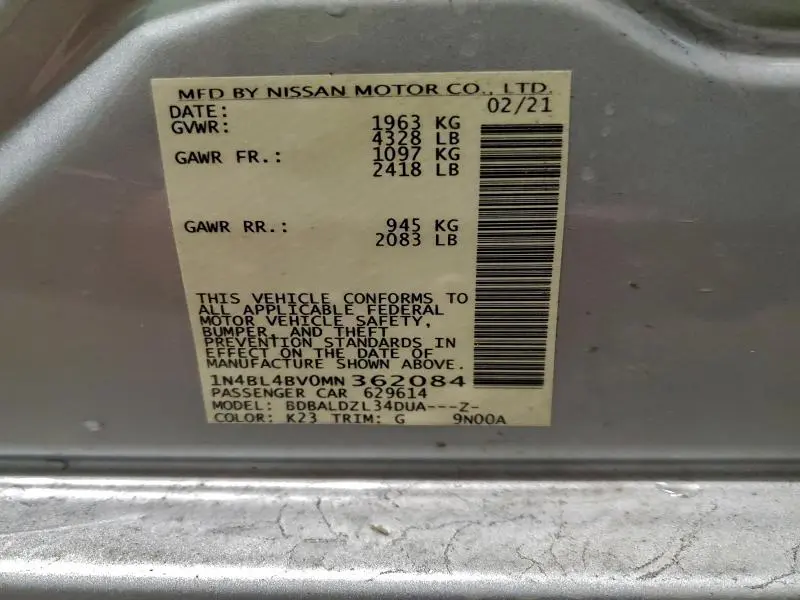 MFD BY NISSAN MOTOR CO., LTD.
DATE: 02/21
GVWR: 1963 KG
4328 LB
GAWR FR.: 1097 KG
2418 LB
GAWR RR.: 945 KG
2083 LB
THIS VEHICLE CONFORMS TO
ALL APPLICABLE FEDERAL
MOTOR VEHICLE SAFETY,
BUMPER, AND THEFT
PREVENTION STANDARDS IN
EFFECT ON THE DATE OF
MANUFACTURE SHOWN ABOVE.
1N4BL4BV0MN362084
PASSENGER CAR 629614
MODEL: BDBALDZL34DUA---Z-
COLOR: K23 TRIM: G 9N00A